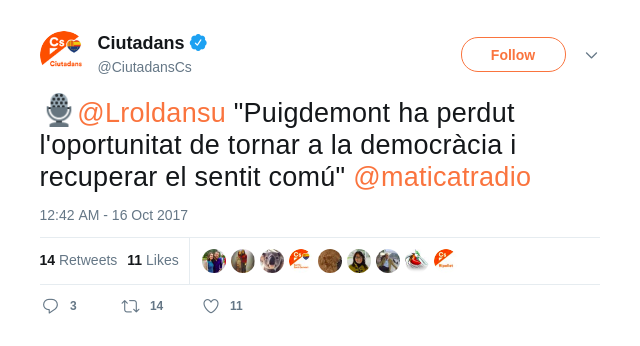 Cs
Ciutadans
Ciutadans
@CiutadansCs
Follow
@Lroldansu "Puigdemont ha perdut
l'oportunitat de tornar a la democràcia i
recuperar el sentit comú" @maticatradio
12:42 AM - 16 Oct 2017
14 Retweets 11 Likes
3 14 11